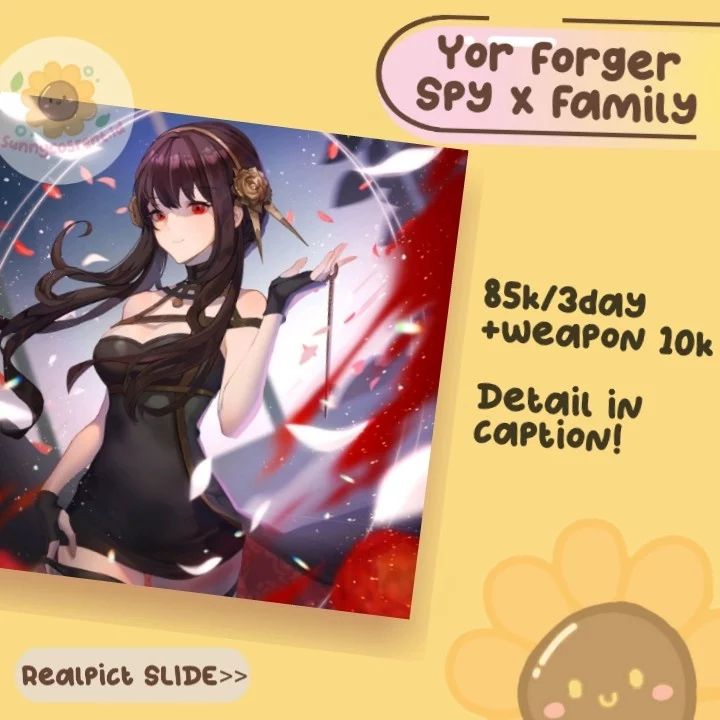 Yor Forger
Spy x Family
85k/3day
+weapon 10k
Detail in
caption!
RealPict SLIDE>>